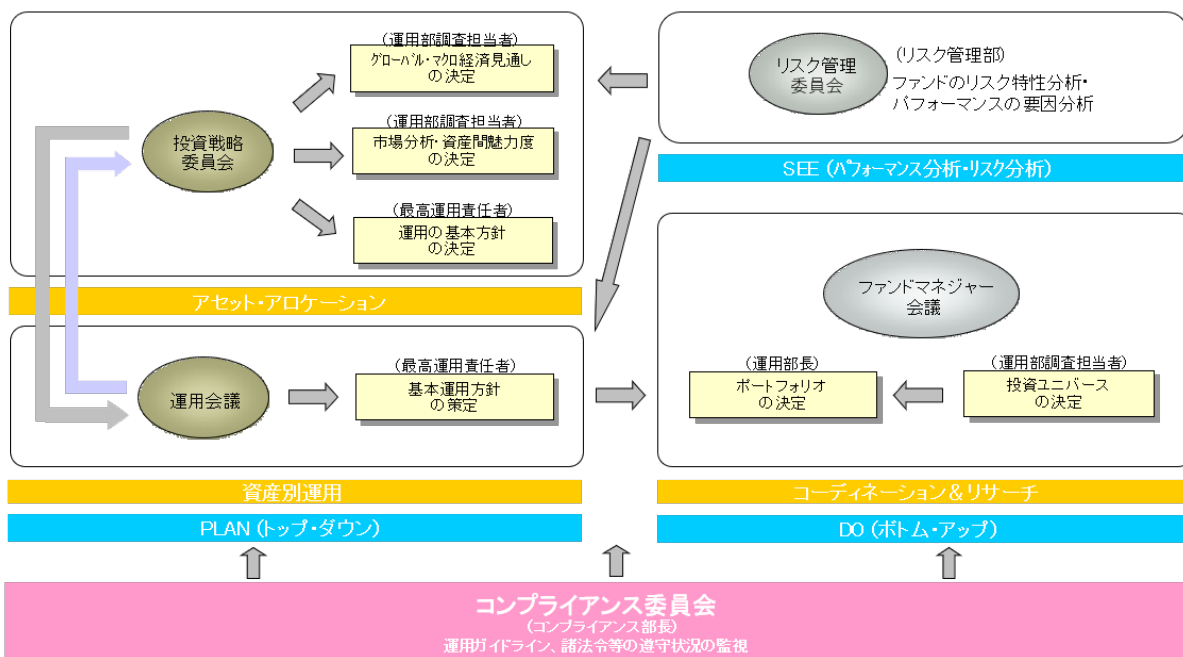 (運用部調査担当者)
グローバル・マクロ経済見通し
の決定
投資戦略
委員会
(運用部調査担当者)
市場分析・資産間魅力度
の決定
(最高運用責任者)
運用の基本方針
の決定
アセット・アロケーション
運用会議
(最高運用責任者)
基本運用方針
の策定
資産別運用
PLAN (トップ・ダウン)
リスク管理
委員会
(リスク管理部)
ファンドのリスク特性分析・
パフォーマンスの要因分析
SEE (パフォーマンス分析・リスク分析)
ファンドマネジャー
会議
(運用部長)
ポートフォリオ
の決定
(運用部調査担当者)
投資ユニバース
の決定
コーディネーション＆リサーチ
DO (ボトム・アップ)
コンプライアンス委員会
(コンプライアンス部長)
運用ガイドライン、諸法令等の遵守状況の監視